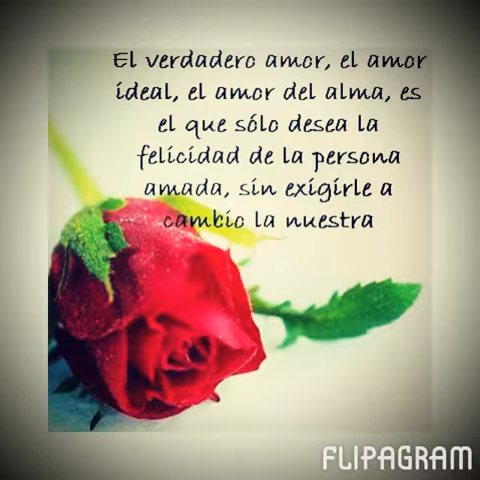 El verdadero amor, el amor
ideal, el amor del alma, es
el que sólo desea la
felicidad de la persona
amada, sin exigirle a
cambio la nuestra
FLIPAGRAM